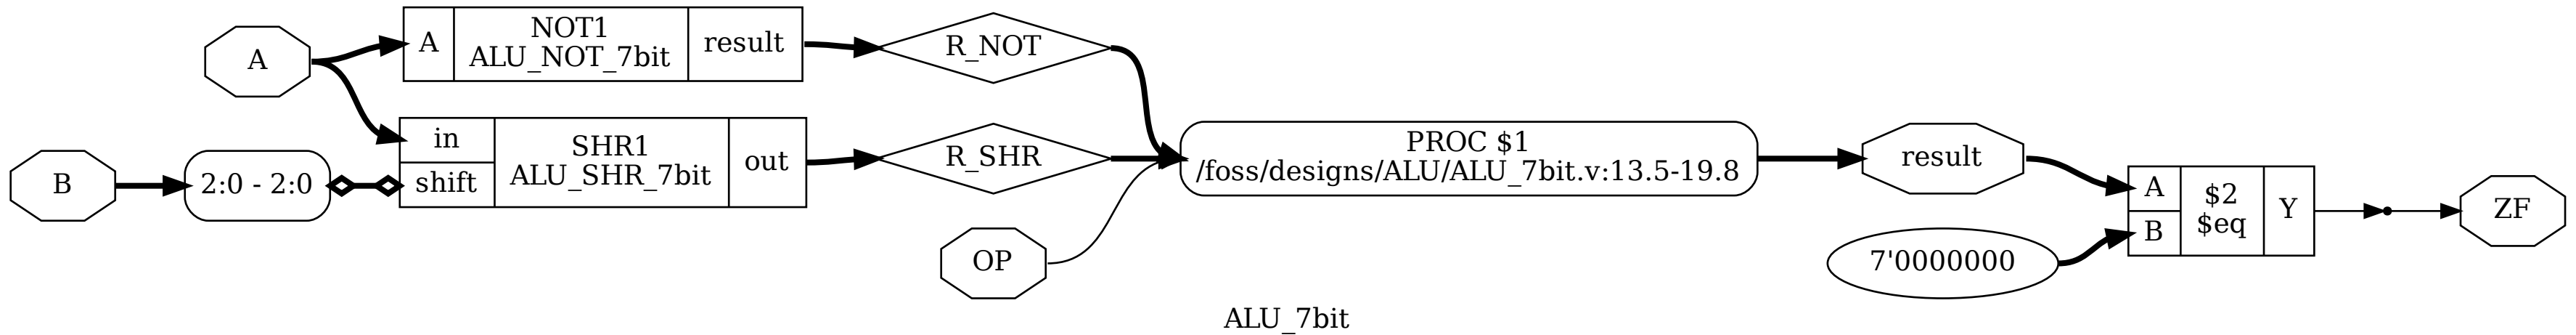 A
B
2:0 - 2:0
A
NOT1
ALU_NOT_7bit
result
in
shift
SHR1
ALU_SHR_7bit
out
R_NOT
R_SHR
OP
PROC $1
/foss/designs/ALU/ALU_7bit.v:13.5-19.8
result
7'0000000
A
B
$2
$eq
Y
ZF
ALU_7bit